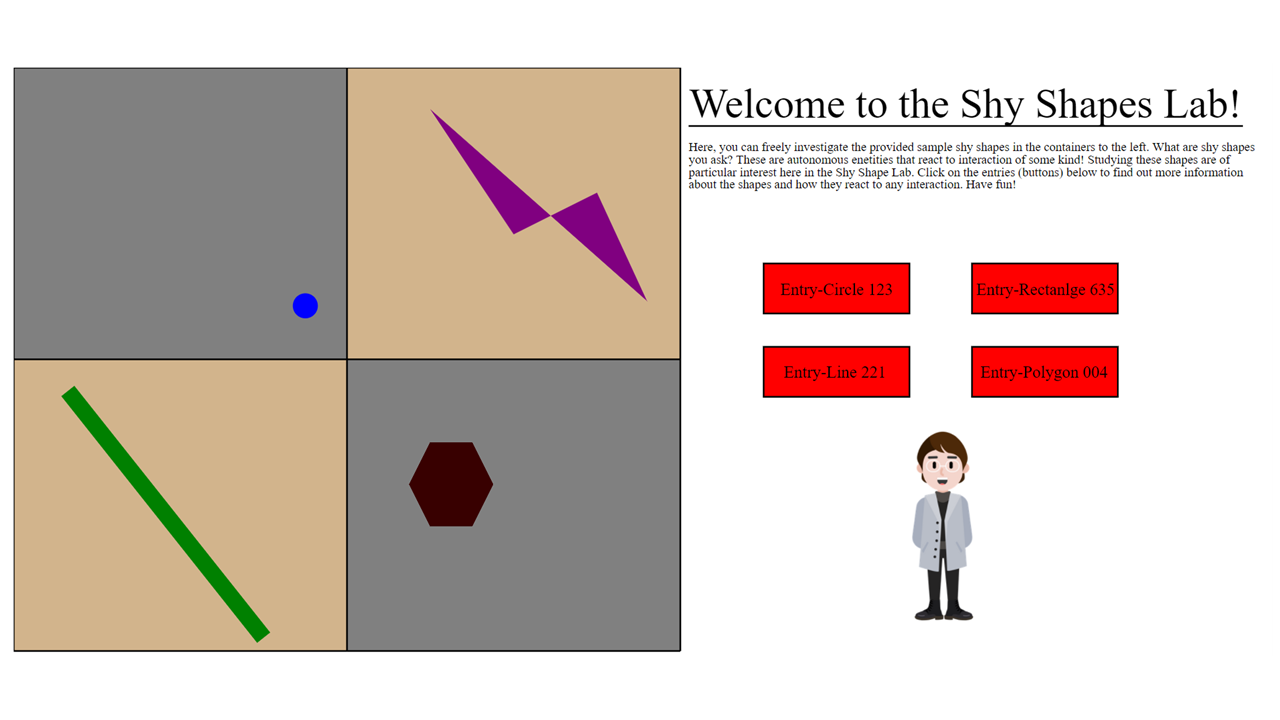 Welcome to the Shy Shapes Lab!
Here, you can freely investigate the provided sample shy shapes in the containers to the left. What are shy shapes
you ask? These are autonomous enetities that react to interaction of some kind! Studying these shapes are of
particular interest here in the Shy Shape Lab. Click on the entries (buttons) below to find out more information
about the shapes and how they react to any interaction. Have fun!
Entry-Circle 123
Entry-Rectanlge 635
Entry-Line 221
Entry-Polygon 004